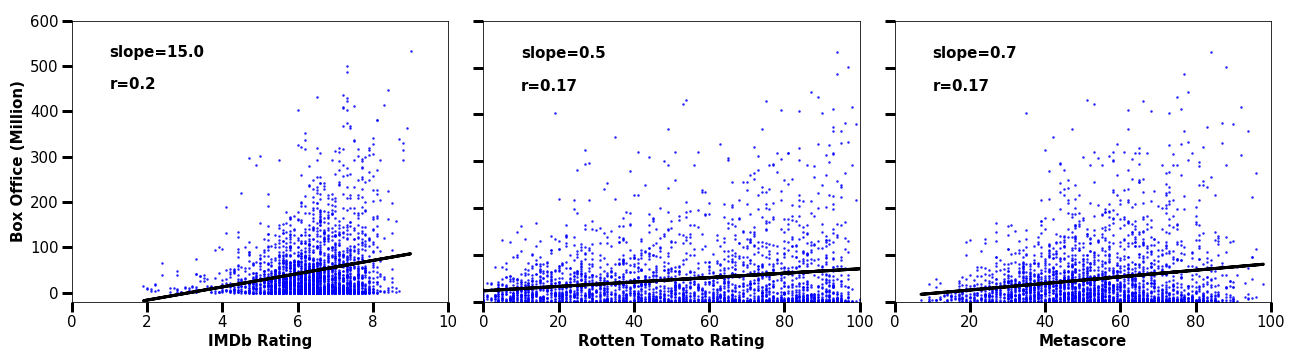 600
500
400
300
200
100
0
Box Office (Million)
slope=15.0
r=0.2
0 2 4 6 8 10
IMDb Rating
slope=0.5
r=0.17
0 20 40 60 80 100
Rotten Tomato Rating
slope=0.7
r=0.17
0 20 40 60 80 100
Metascore